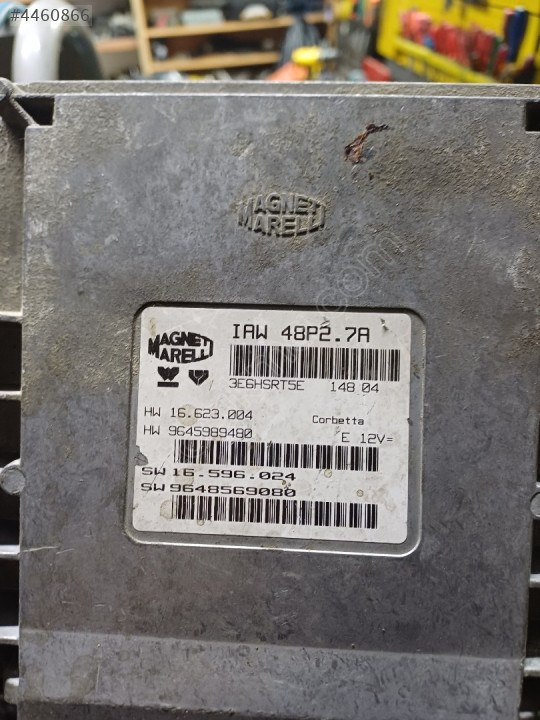 #4460866
MAGNETI
MARELLI
MAGNETI
MARELLI
IAW 48P2.7A
3E6HSRT5E 148 04
HW 16.623.004 Corbetta
HW 9645989480 E 12V=
SW 16.596.024
SW 9648569080